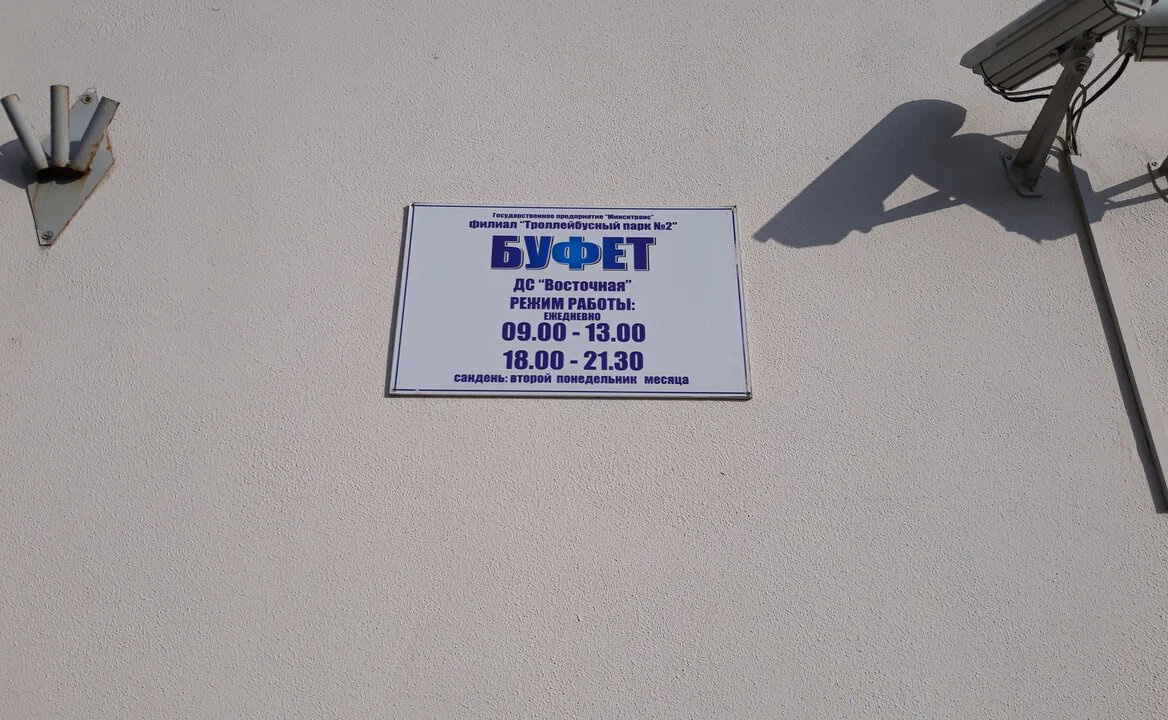 Государственное предприятие "Минсктранс"
Филиал "Троллейбусный парк №2"
БУФЕТ
ДС "Восточная"
РЕЖИМ РАБОТЫ:
ЕЖЕДНЕВНО
09.00 - 13.00
18.00 - 21.30
сандень: второй понедельник месяца